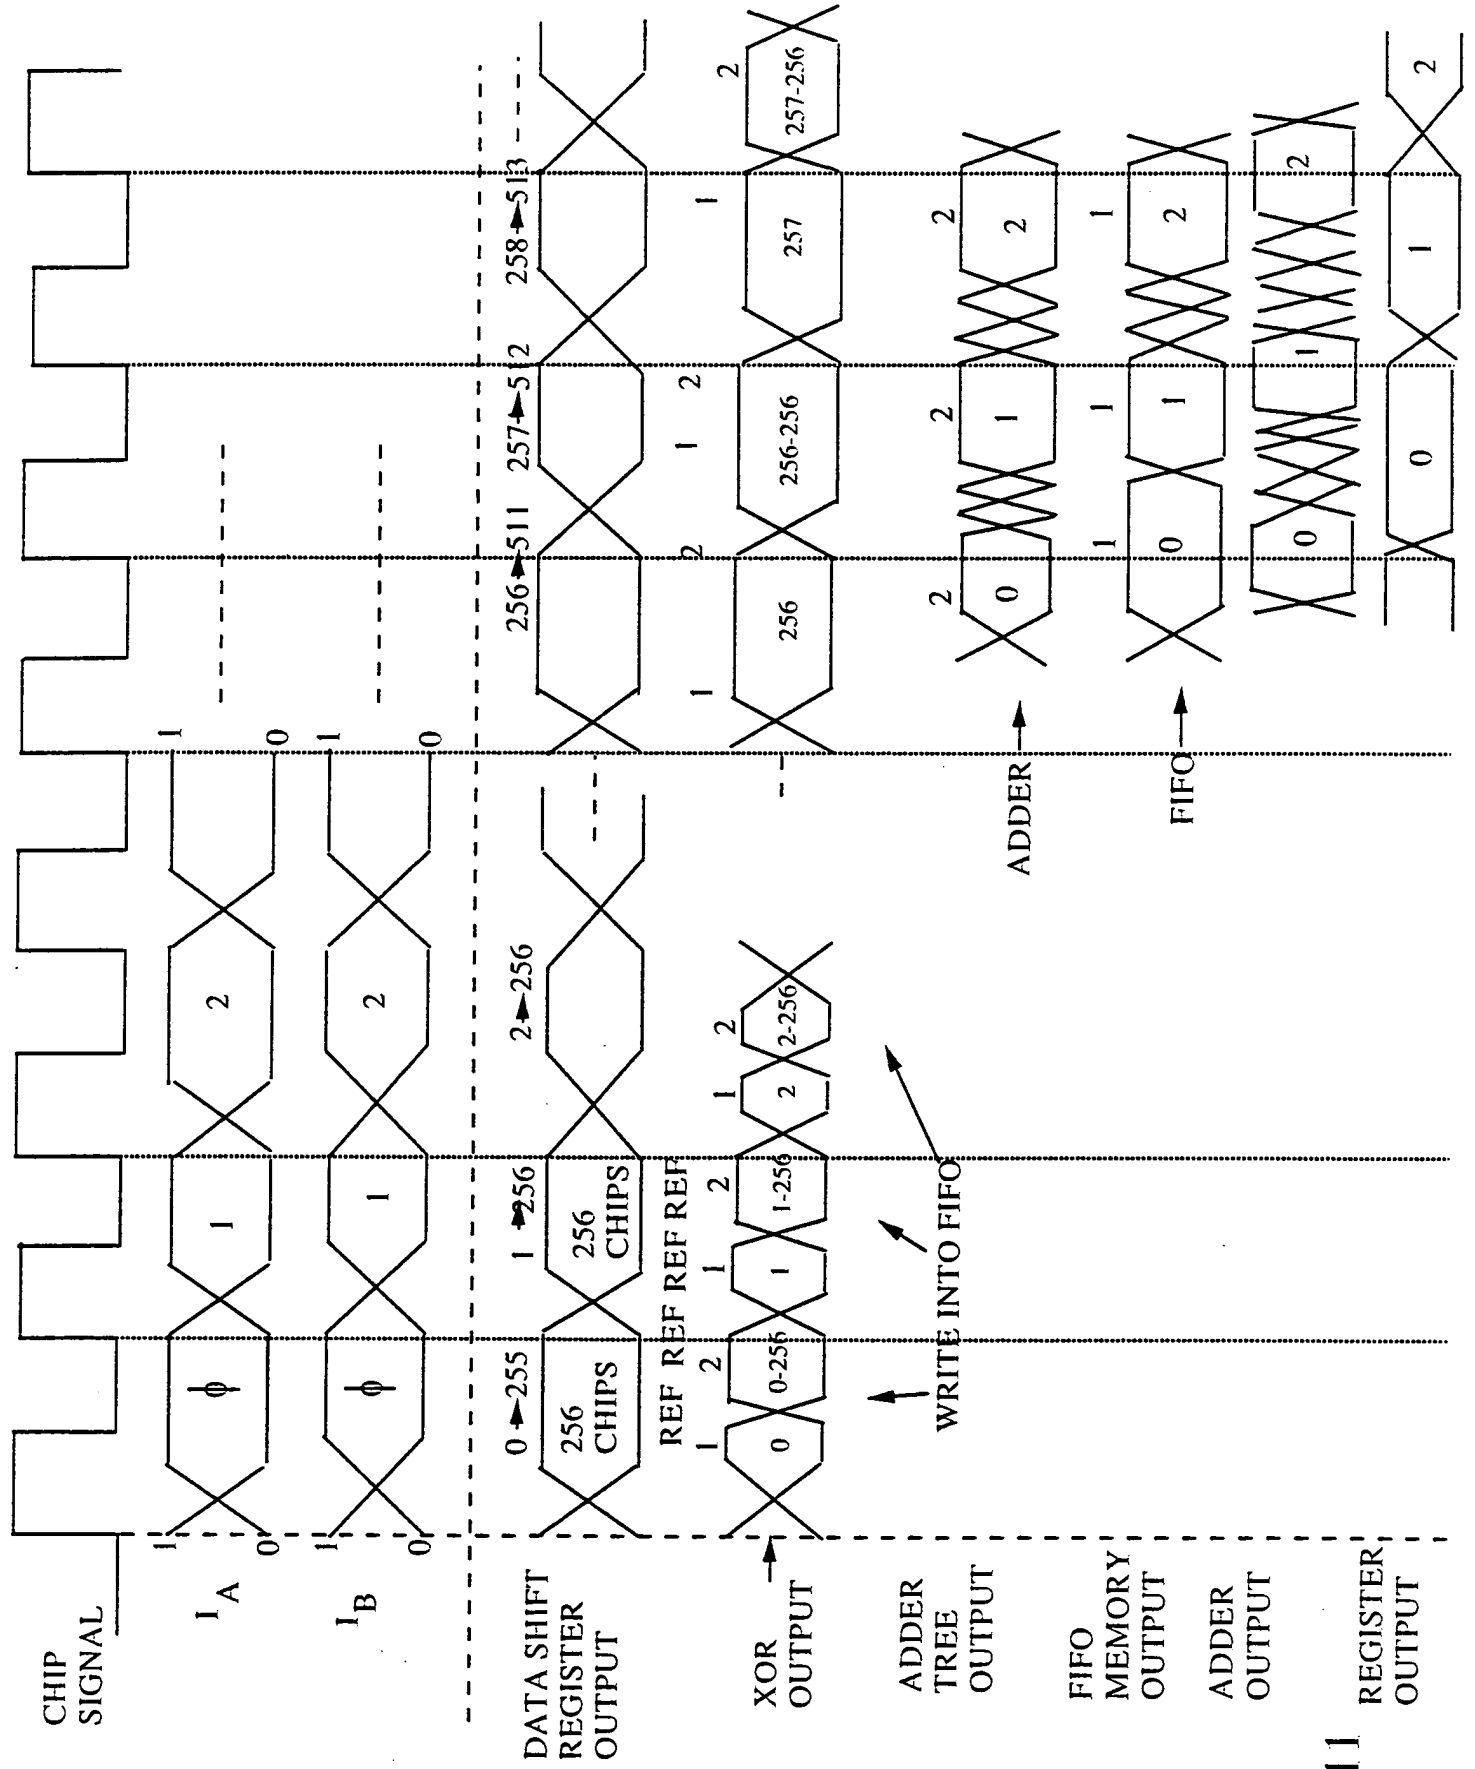 CHIP
SIGNAL
1
0
1
0
I A
ϕ 1 2
1
0
I B
ϕ 1 2
1
0
DATA SHIFT
REGISTER
OUTPUT
0→255 1→256 2→256 256→511 257→512 258→513
256
CHIPS
256
CHIPS
REF REF REF REF REF
XOR
OUTPUT
1 2 1 2 1 2 1 2 1 2 1 2
0 0-256 1 1-256 2 2-256 256 256-256 257 257-256
WRITE INTO FIFO
ADDER
TREE
OUTPUT
ADDER
2 2 2
0 1 2
FIFO
MEMORY
OUTPUT
FIFO
1 1 1
0 1 2
ADDER
OUTPUT
0 1 2
REGISTER
OUTPUT
0 1 2
11